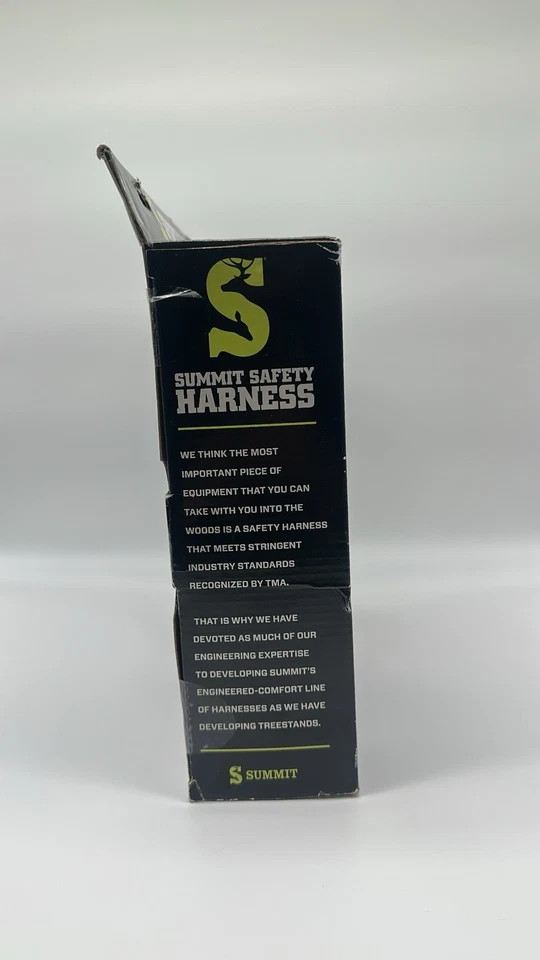 S
SUMMIT SAFETY
HARNESS
WE THINK THE MOST
IMPORTANT PIECE OF
EQUIPMENT THAT YOU CAN
TAKE WITH YOU INTO THE
WOODS IS A SAFETY HARNESS
THAT MEETS STRINGENT
INDUSTRY STANDARDS
RECOGNIZED BY TMA.
THAT IS WHY WE HAVE
DEVOTED AS MUCH OF OUR
ENGINEERING EXPERTISE
TO DEVELOPING SUMMIT'S
ENGINEERED-COMFORT LINE
OF HARNESSES AS WE HAVE
DEVELOPING TREESTANDS.
S SUMMIT